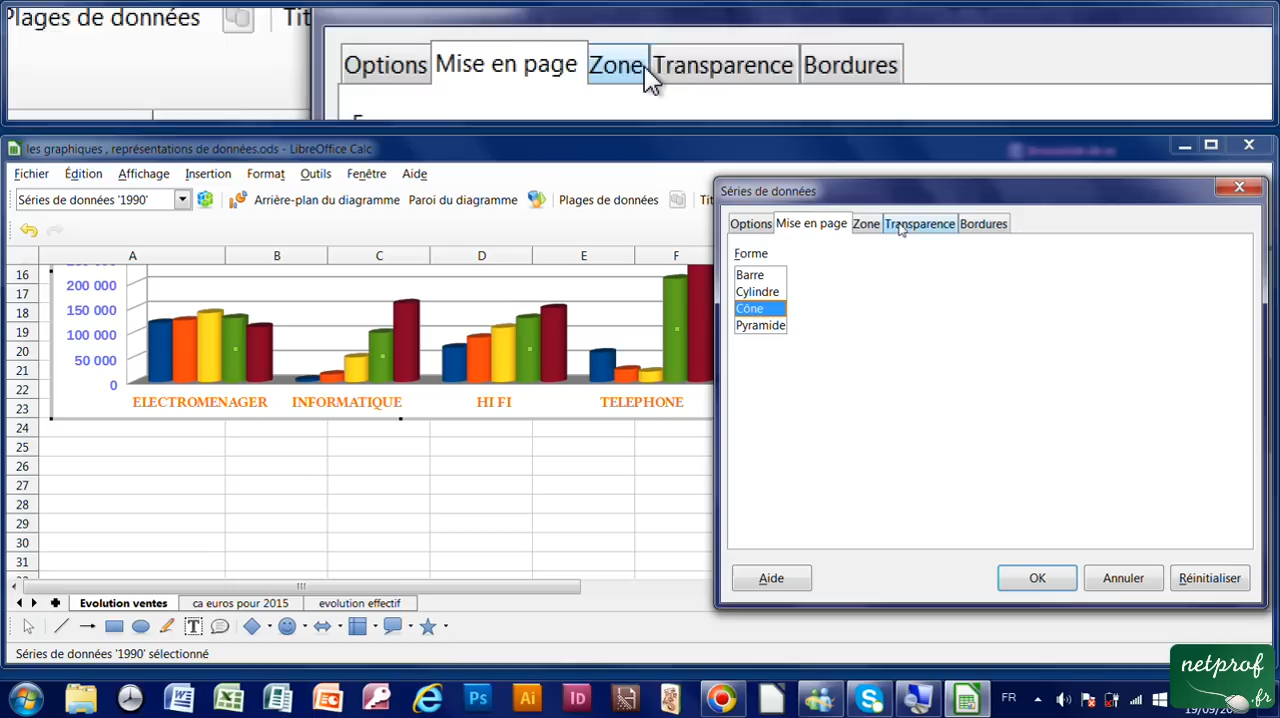 Plages de données Tit
Options Mise en page Zone Transparence Bordures
les graphiques , représentations de données.ods - LibreOffice Calc
Fichier Édition Affichage Insertion Format Outils Fenêtre Aide
Séries de données '1990' Arrière-plan du diagramme Paroi du diagramme Plages de données Tit
A B C D E F
16
17
18
19
20
21
22
23
24
25
26
27
28
29
30
31
200 000
150 000
100 000
50 000
0
ELECTROMENAGER INFORMATIQUE HI FI TELEPHONE
Séries de données
Options Mise en page Zone Transparence Bordures
Forme
Barre
Cylindre
Cône
Pyramide
Aide OK Annuler Réinitialiser
Evolution ventes ca euros pour 2015 evolution effectif
Séries de données '1990' sélectionné
Ps Ai Id
FR
netprof
.fr